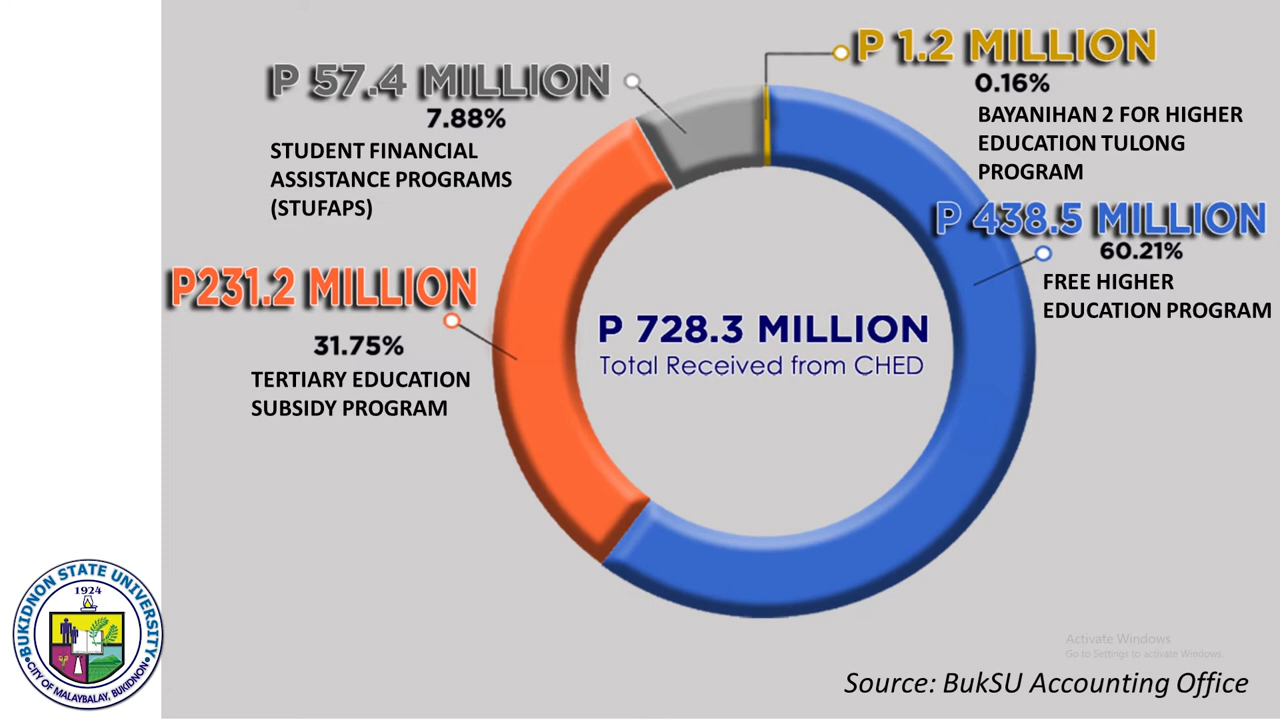 P 1.2 MILLION
0.16%
BAYANIHAN 2 FOR HIGHER
EDUCATION TULONG
PROGRAM
P 57.4 MILLION
7.88%
STUDENT FINANCIAL
ASSISTANCE PROGRAMS
(STUFAPS)
P 438.5 MILLION
60.21%
FREE HIGHER
EDUCATION PROGRAM
P231.2 MILLION
31.75%
TERTIARY EDUCATION
SUBSIDY PROGRAM
P 728.3 MILLION
Total Received from CHED
BUKIDNON STATE UNIVERSITY
1924
CITY OF MALAYBALAY, BUKIDNON
Activate Windows
Go to Settings to activate Windows.
Source: BukSU Accounting Office